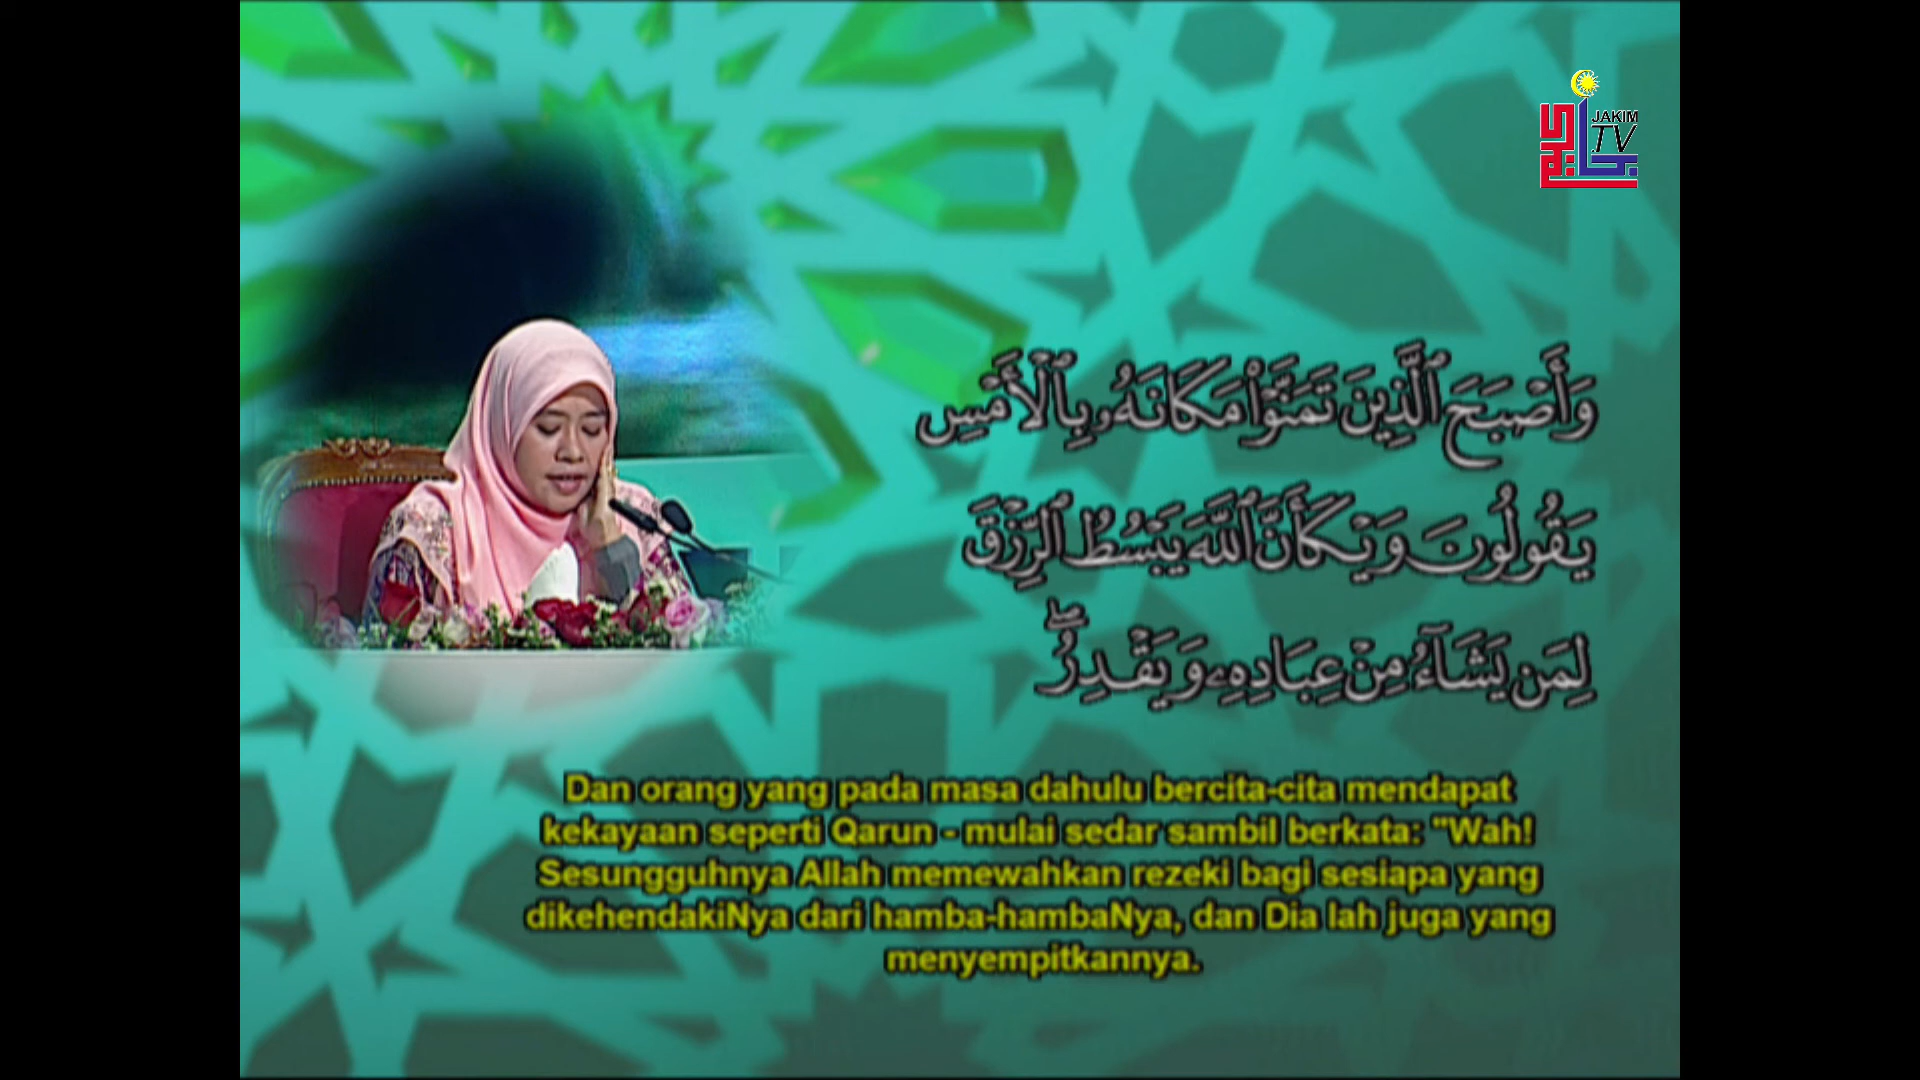 JAKIM
TV
وَأَصْبَحَ ٱلَّذِينَ تَمَنَّوْا۟ مَكَانَهُۥ بِٱلْأَمْسِ
يَقُولُونَ وَيْكَأَنَّ ٱللَّهَ يَبْسُطُ ٱلرِّزْقَ
لِمَن يَشَآءُ مِنْ عِبَادِهِۦ وَيَقْدِرُ ۖ
Dan orang yang pada masa dahulu bercita-cita mendapat
kekayaan seperti Qarun - mulai sedar sambil berkata: "Wah!
Sesungguhnya Allah memewahkan rezeki bagi sesiapa yang
dikehendakiNya dari hamba-hambaNya, dan Dia lah juga yang
menyempitkannya.